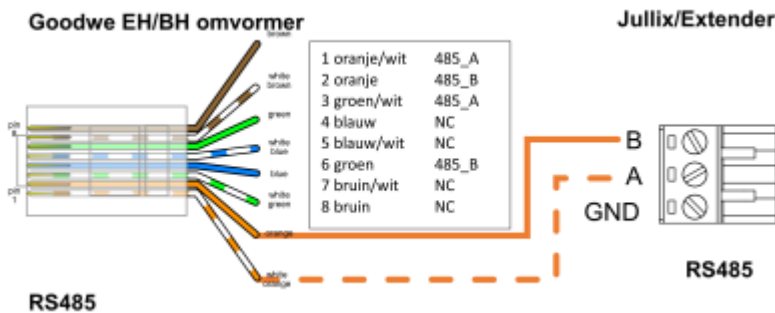 Goodwe EH/BH omvormer
Jullix/Extender
brown
white
brown
green
white
blue
blue
white
green
orange
white
orange
pin
8
pin
1
1 oranje/wit 485_A
2 oranje 485_B
3 groen/wit 485_A
4 blauw NC
5 blauw/wit NC
6 groen 485_B
7 bruin/wit NC
8 bruin NC
B
A
GND
RS485
RS485